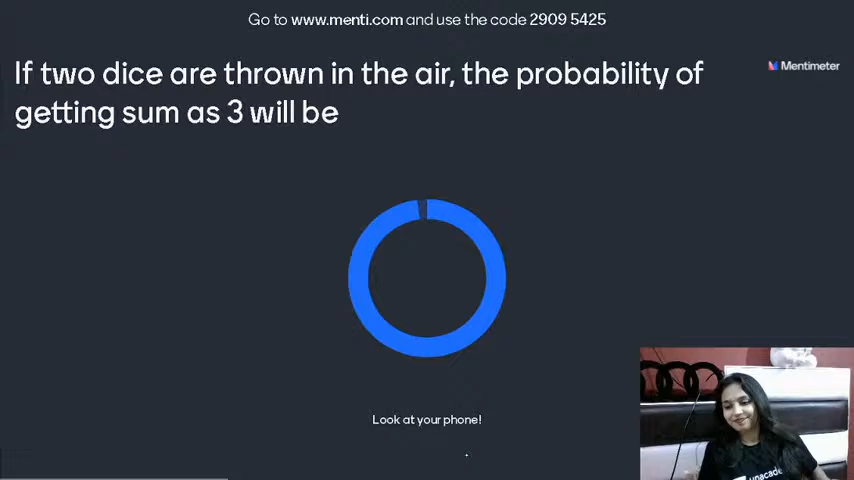 Go to www.menti.com and use the code 2909 5425
If two dice are thrown in the air, the probability of
getting sum as 3 will be
Mentimeter
Look at your phone!